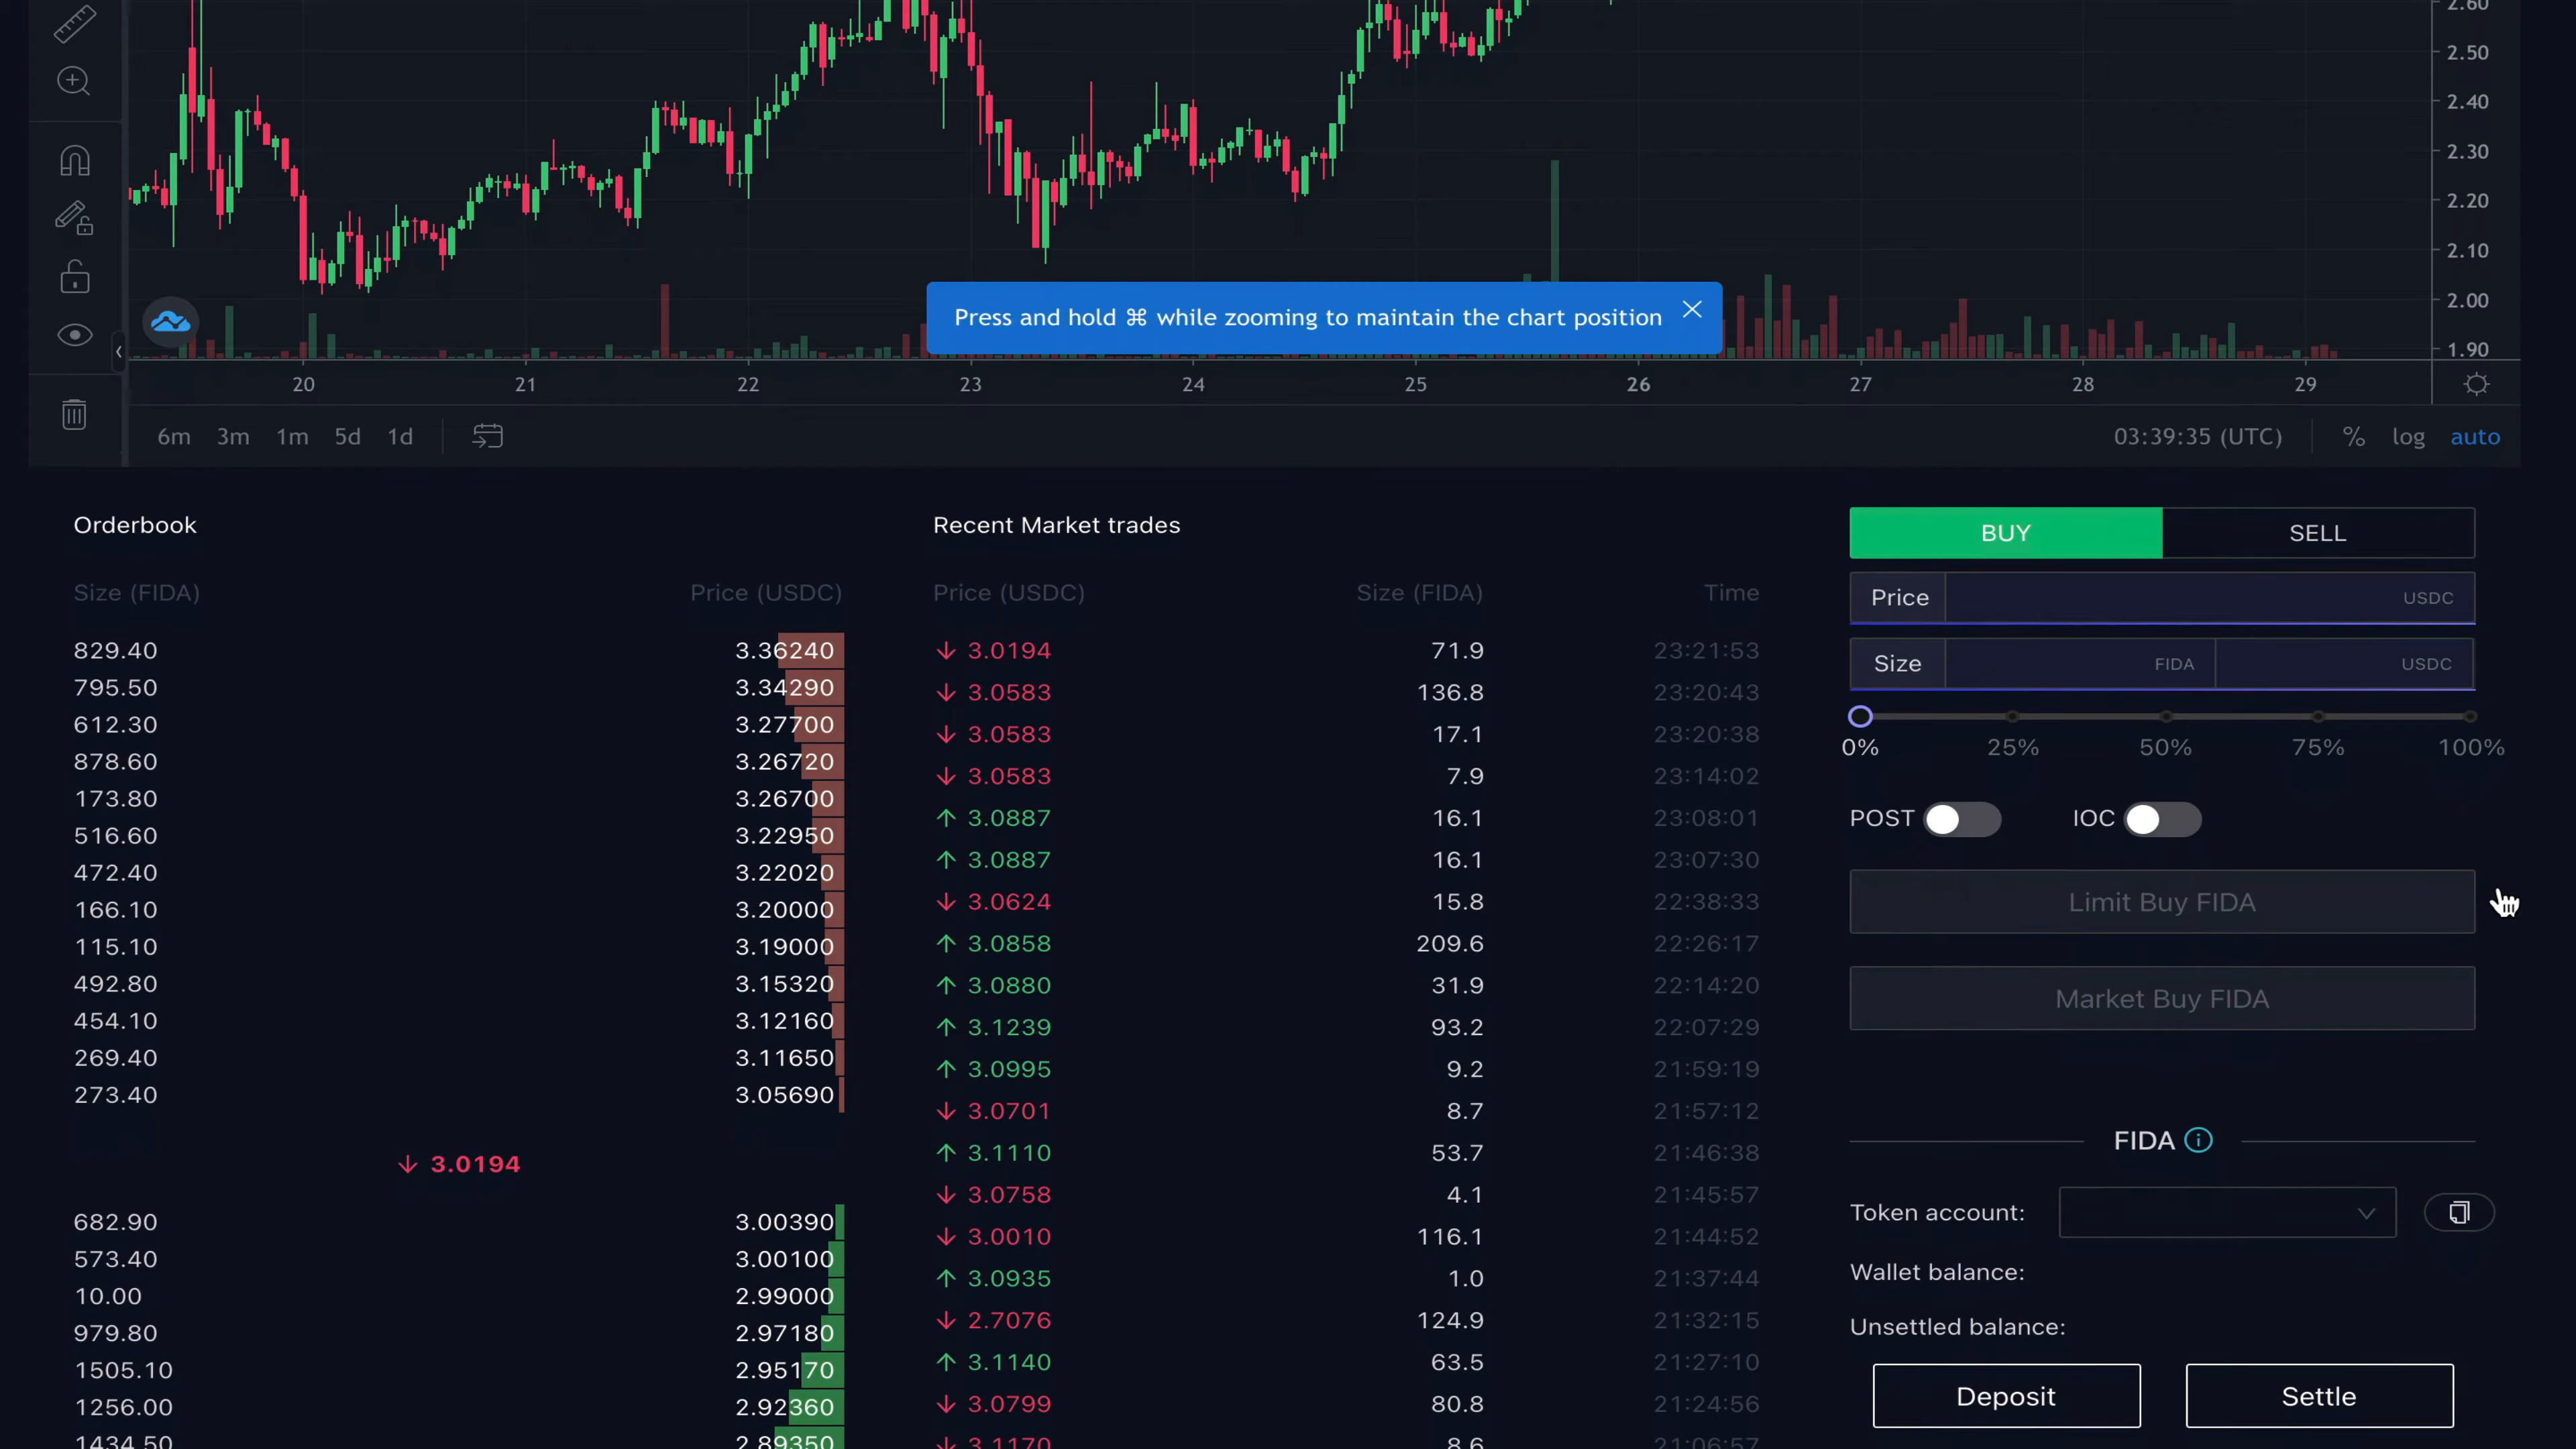 2.60
2.50
2.40
2.30
2.20
2.10
2.00
1.90
Press and hold ⌘ while zooming to maintain the chart position
20 21 22 23 24 25 26 27 28 29
6m 3m 1m 5d 1d
03:39:35 (UTC) % log auto
Orderbook
Size (FIDA) Price (USDC)
829.40 3.36240
795.50 3.34290
612.30 3.27700
878.60 3.26720
173.80 3.26700
516.60 3.22950
472.40 3.22020
166.10 3.20000
115.10 3.19000
492.80 3.15320
454.10 3.12160
269.40 3.11650
273.40 3.05690
↓ 3.0194
682.90 3.00390
573.40 3.00100
10.00 2.99000
979.80 2.97180
1505.10 2.95170
1256.00 2.92360
1434.50 2.89350
Recent Market trades
Price (USDC) Size (FIDA) Time
↓ 3.0194 71.9 23:21:53
↓ 3.0583 136.8 23:20:43
↓ 3.0583 17.1 23:20:38
↓ 3.0583 7.9 23:14:02
↑ 3.0887 16.1 23:08:01
↑ 3.0887 16.1 23:07:30
↓ 3.0624 15.8 22:38:33
↑ 3.0858 209.6 22:26:17
↑ 3.0880 31.9 22:14:20
↑ 3.1239 93.2 22:07:29
↑ 3.0995 9.2 21:59:19
↓ 3.0701 8.7 21:57:12
↑ 3.1110 53.7 21:46:38
↓ 3.0758 4.1 21:45:57
↓ 3.0010 116.1 21:44:52
↑ 3.0935 1.0 21:37:44
↓ 2.7076 124.9 21:32:15
↑ 3.1140 63.5 21:27:10
↓ 3.0799 80.8 21:24:56
↓ 3.1170 8.6 21:06:57
BUY SELL
Price USDC
Size FIDA USDC
0% 25% 50% 75% 100%
POST IOC
Limit Buy FIDA
Market Buy FIDA
FIDA
Token account:
Wallet balance:
Unsettled balance:
Deposit Settle